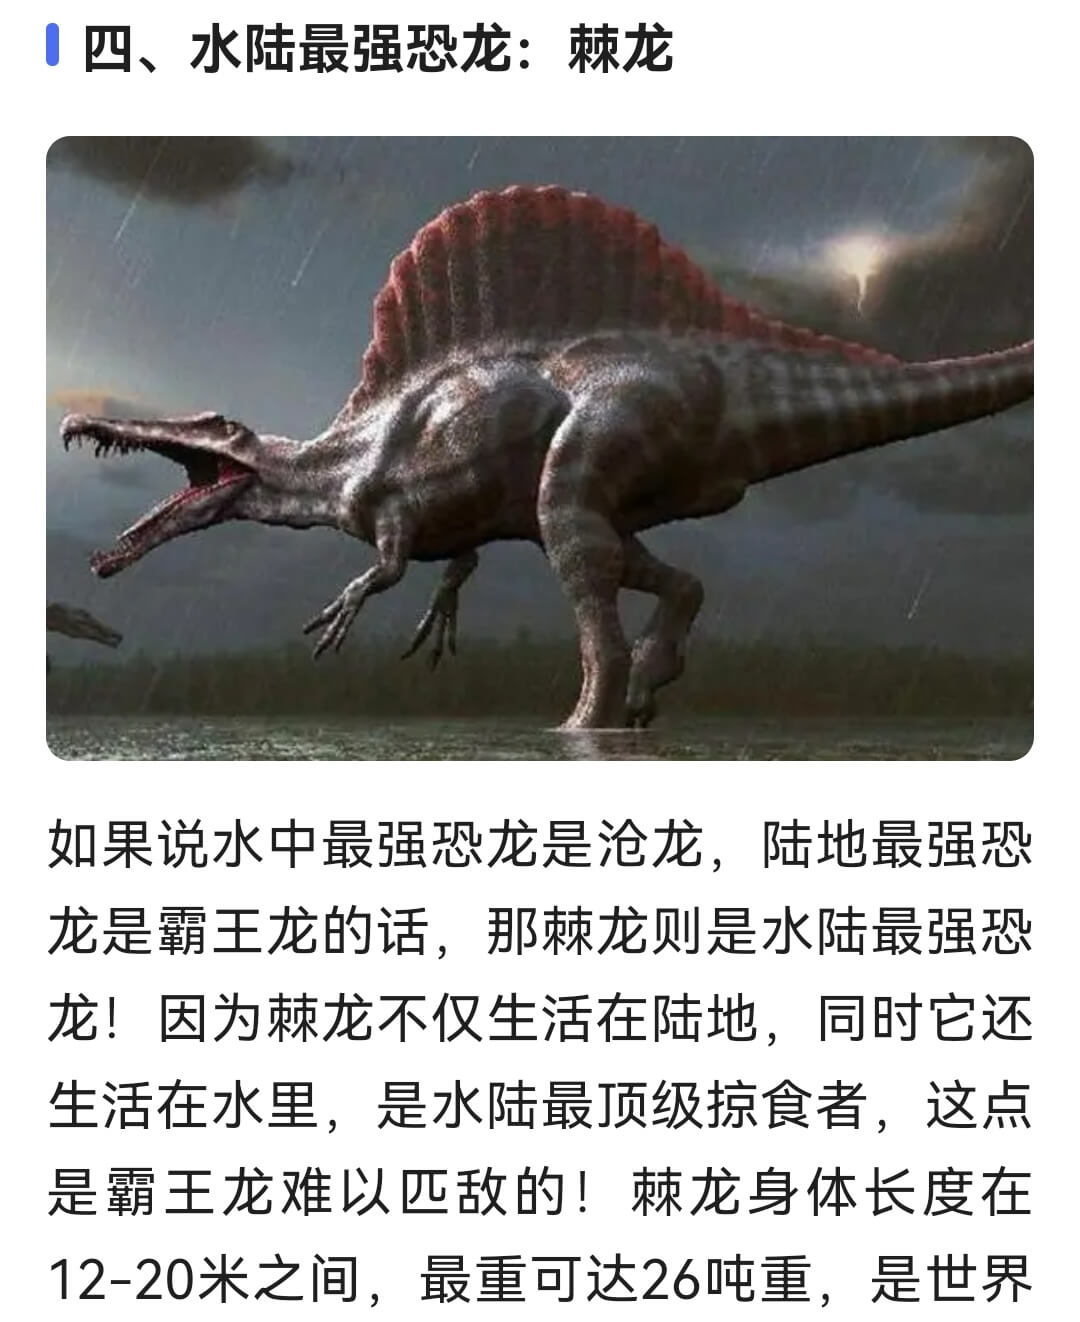 四、水陆最强恐龙：棘龙
如果说水中最强恐龙是沧龙，陆地最强恐
龙是霸王龙的话，那棘龙则是水陆最强恐
龙！因为棘龙不仅生活在陆地，同时它还
生活在水里，是水陆最顶级掠食者，这点
是霸王龙难以匹敌的！棘龙身体长度在
12-20米之间，最重可达26吨重，是世界